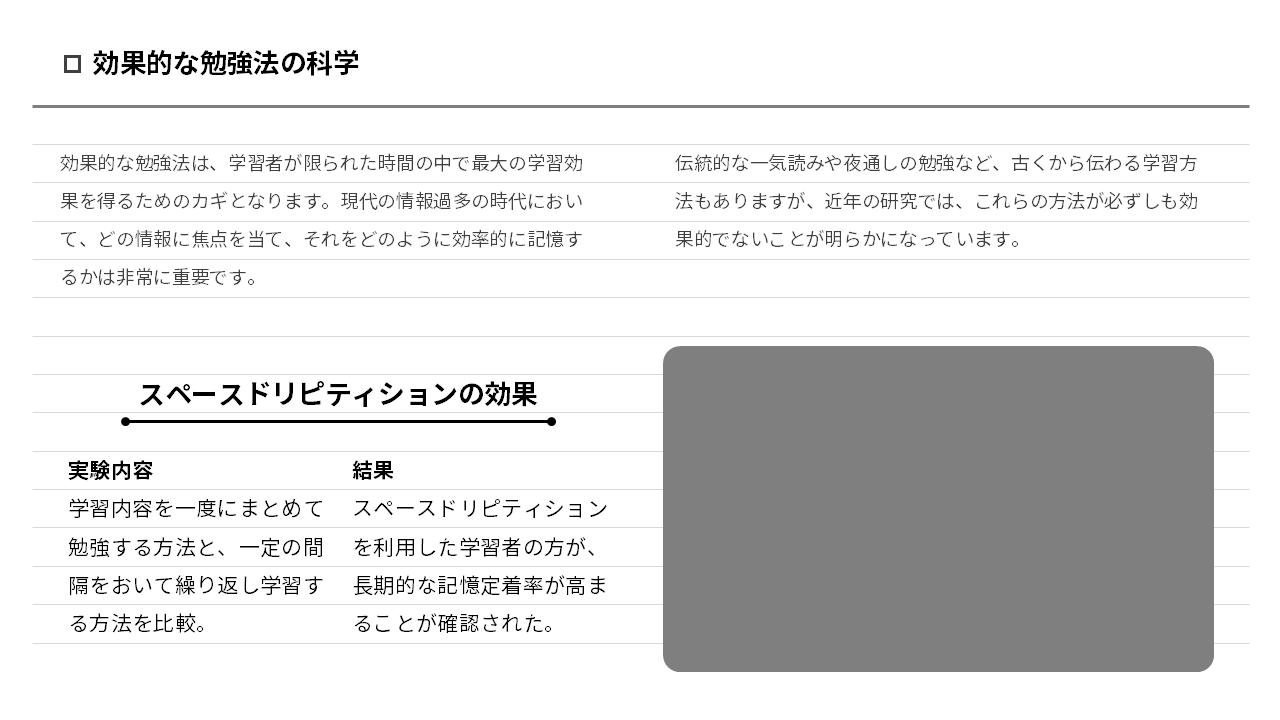 効果的な勉強法の科学
効果的な勉強法は、学習者が限られた時間の中で最大の学習効
果を得るためのカギとなります。現代の情報過多の時代におい
て、どの情報に焦点を当て、それをどのように効率的に記憶す
るかは非常に重要です。
伝統的な一気読みや夜通しの勉強など、古くから伝わる学習方
法もありますが、近年の研究では、これらの方法が必ずしも効
果的でないことが明らかになっています。
スペースドリピティションの効果
実験内容
学習内容を一度にまとめて
勉強する方法と、一定の間
隔をおいて繰り返し学習す
る方法を比較。
結果
スペースドリピティション
を利用した学習者の方が、
長期的な記憶定着率が高ま
ることが確認された。